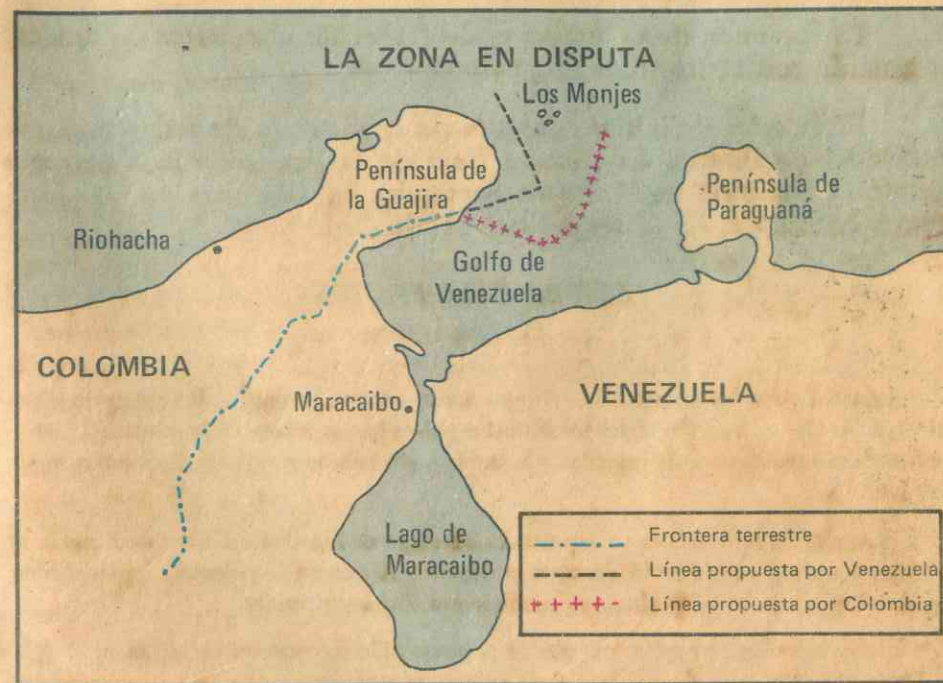 LA ZONA EN DISPUTA
Los Monjes
Península de
la Guajira
Península de
Paraguaná
Riohacha
Golfo de
Venezuela
COLOMBIA
Maracaibo
VENEZUELA
Lago de
Maracaibo
Frontera terrestre
Línea propuesta por Venezuela
Línea propuesta por Colombia